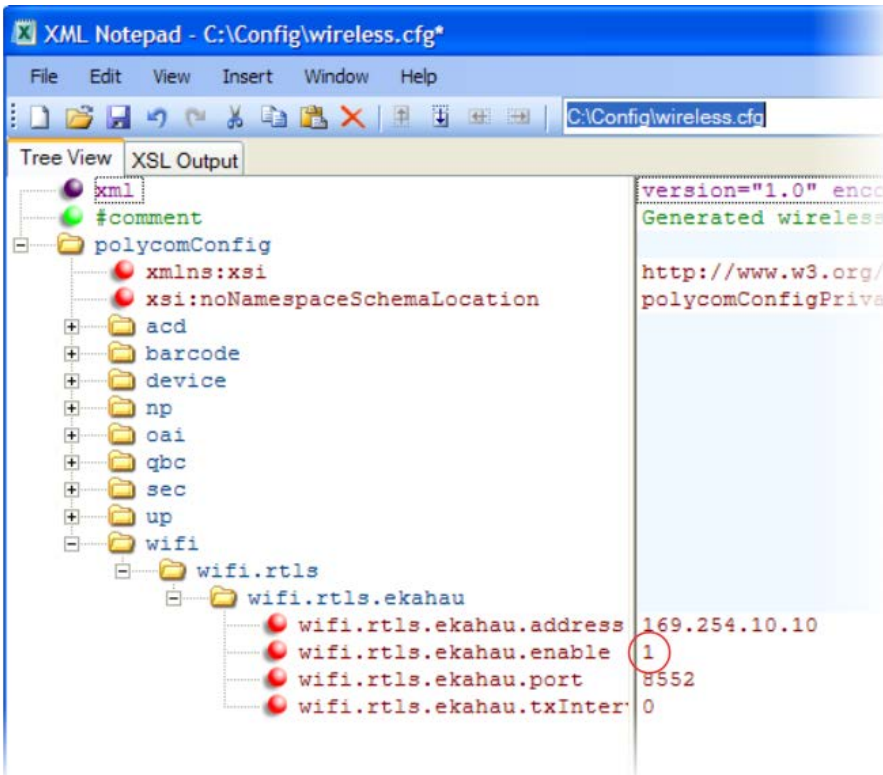 XML Notepad - C:\Config\wireless.cfg*
File Edit View Insert Window Help
C:\Config\wireless.cfg
Tree View XSL Output
xml version="1.0" enco
#comment Generated wireless
polycomConfig
xmlns:xsi http://www.w3.org/
xsi:noNamespaceSchemaLocation polycomConfigPriva
acd
barcode
device
np
oai
qbc
sec
up
wifi
wifi.rtls
wifi.rtls.ekahau
wifi.rtls.ekahau.address 169.254.10.10
wifi.rtls.ekahau.enable 1
wifi.rtls.ekahau.port 8552
wifi.rtls.ekahau.txInter 0